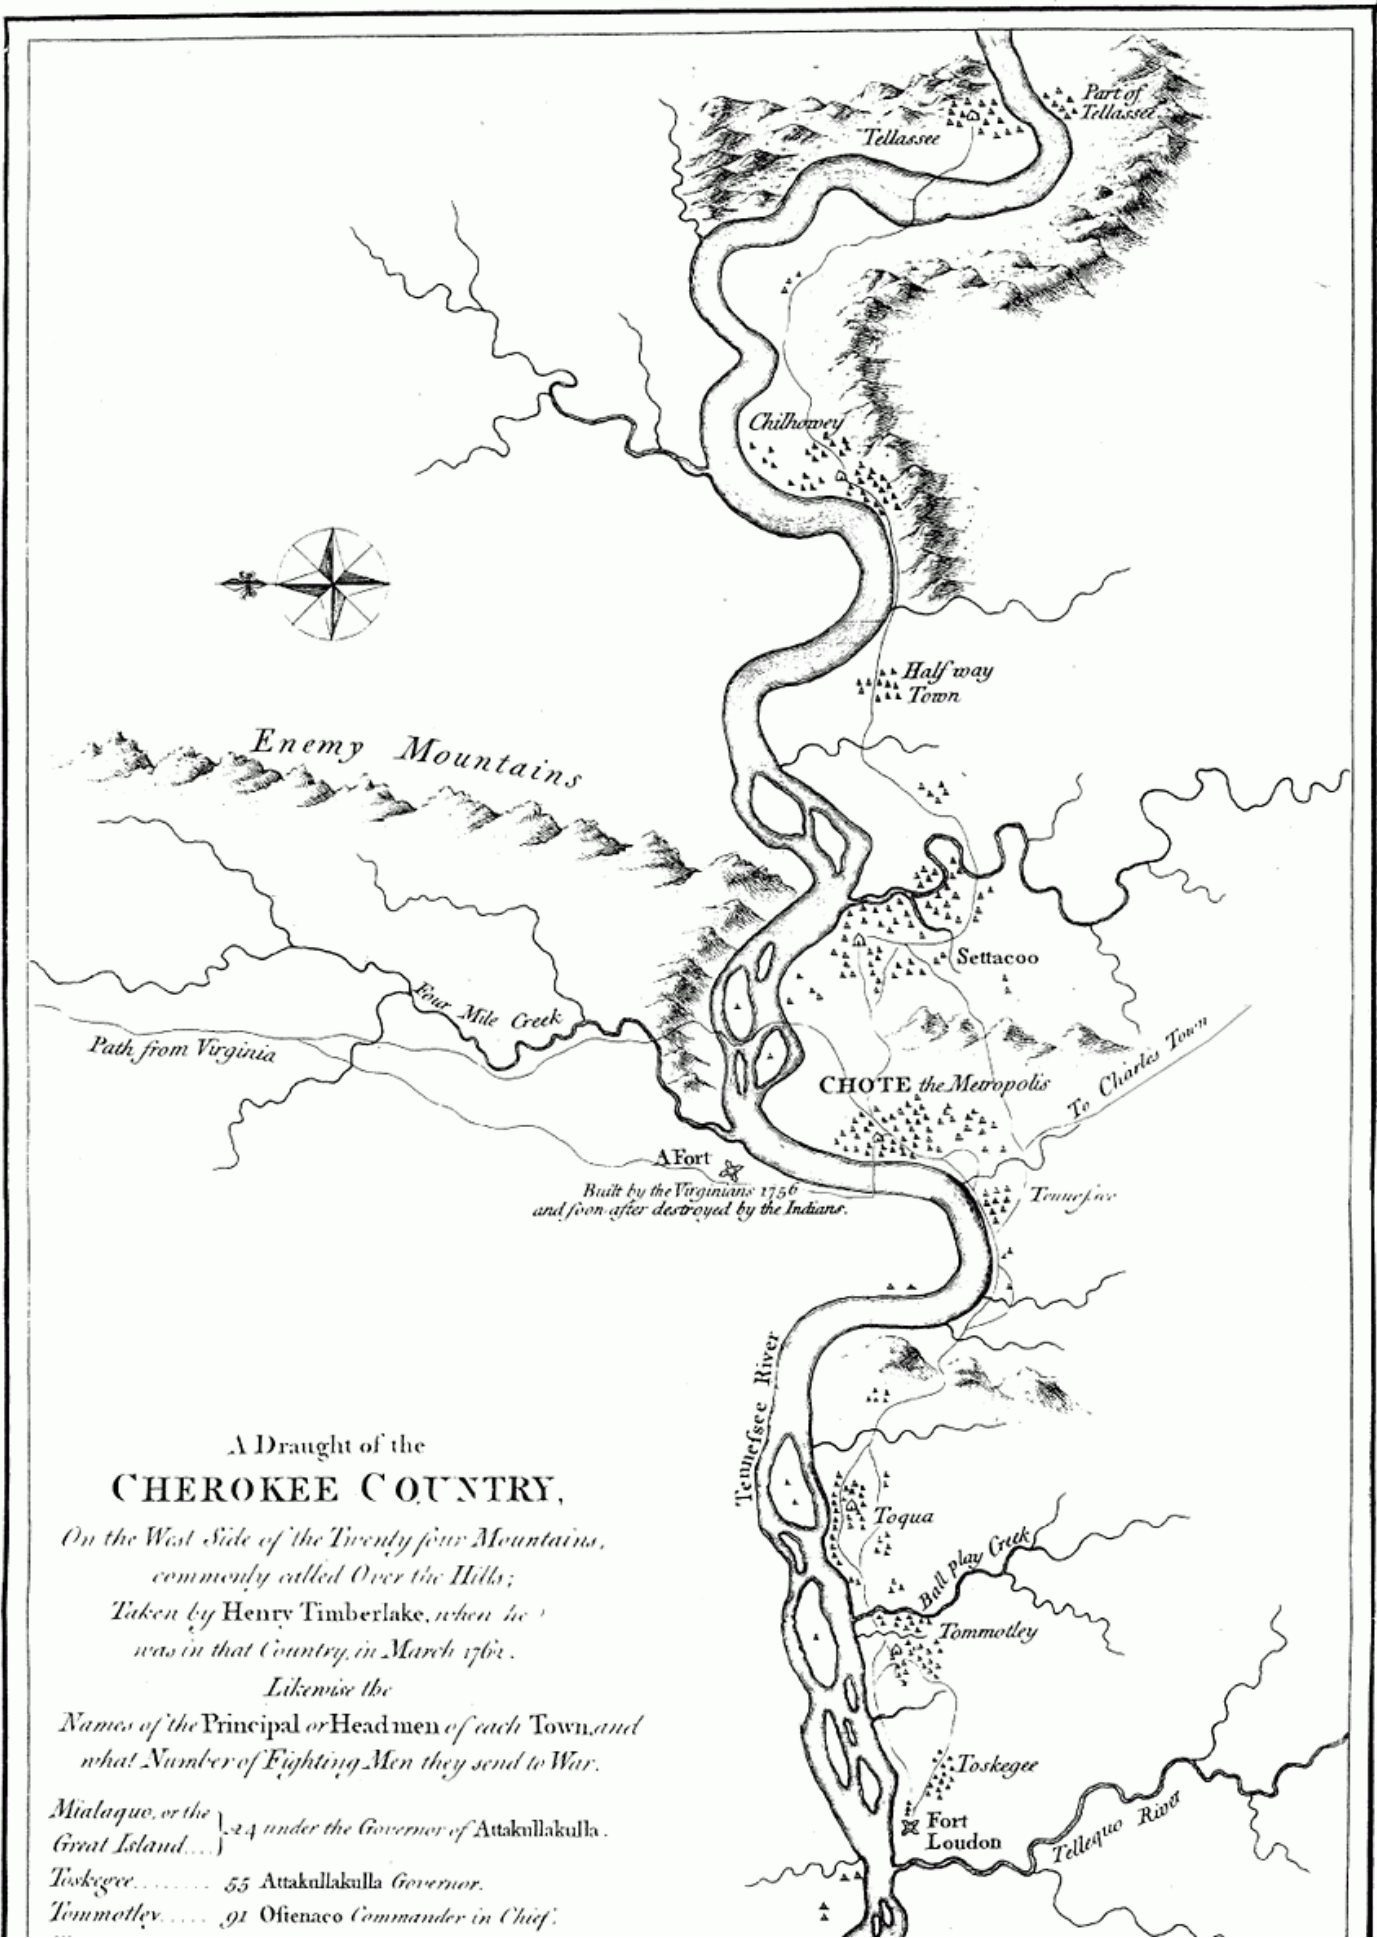 Part of
Tellassee
Tellassee
Chilhowey
Half way
Town
Enemy Mountains
Settacoo
Four Mile Creek
Path from Virginia
To Charles Town
CHOTE the Metropolis
A Fort
Built by the Virginians 1756
and soon after destroyed by the Indians.
Tennessee
Tennessee River
Toqua
Ball play Creek
Tommotley
Toskegee
Fort
Loudon
Tellequo River
A Draught of the
CHEROKEE COUNTRY,
On the West Side of the Twenty four Mountains,
commonly called Over the Hills;
Taken by Henry Timberlake, when he
was in that Country, in March 1762.
Likewise the
Names of the Principal or Headmen of each Town, and
what Number of Fighting Men they send to War.
Mialaquo, or the
Great Island.... } 24 under the Governor of Attakullakulla.
Toskegee........ 55 Attakullakulla Governor.
Tommotley..... 91 Ostenaco Commander in Chief.